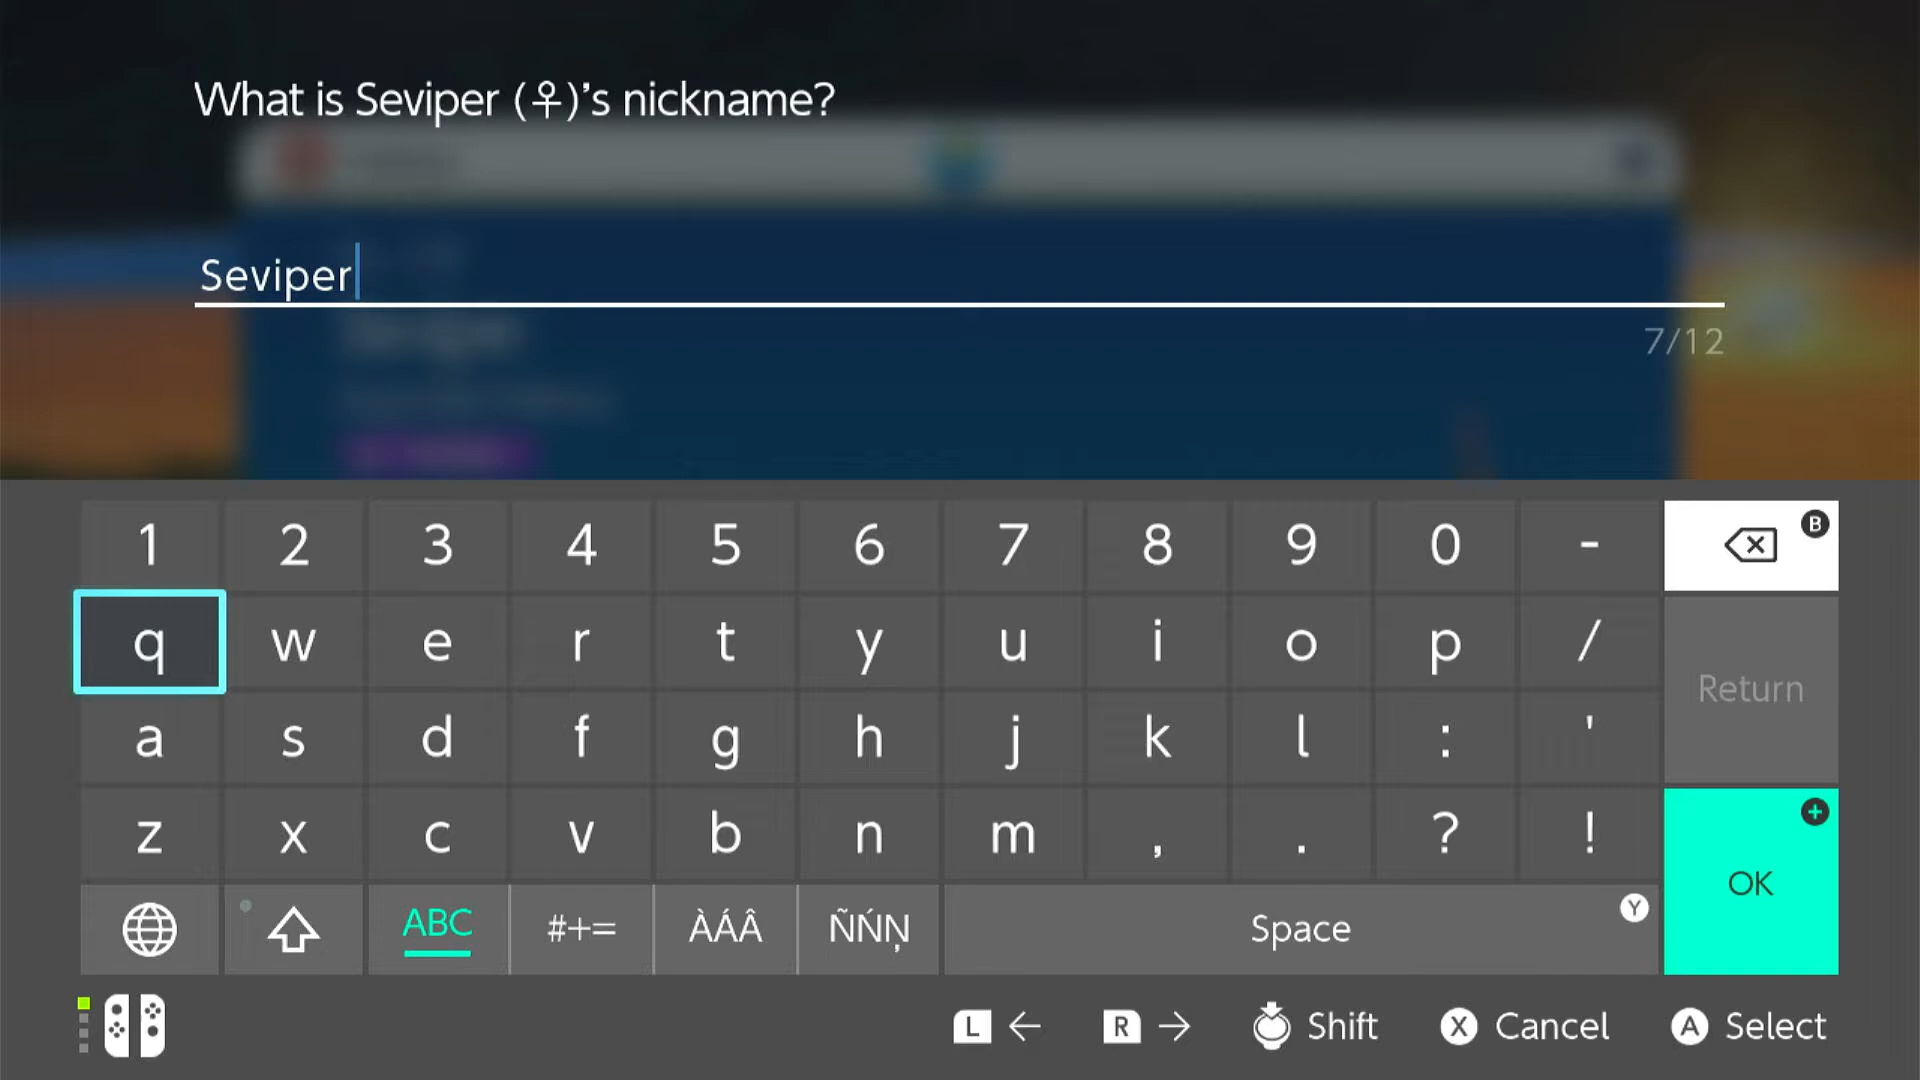 What is Seviper (♀)'s nickname?
Seviper
7/12
1 2 3 4 5 6 7 8 9 0 -
B
q w e r t y u i o p /
Return
a s d f g h j k l : '
z x c v b n m , . ? !
+
OK
ABC #+= ÀÁÂ ÑŃŅ Space Y
L ← R → Shift X Cancel A Select